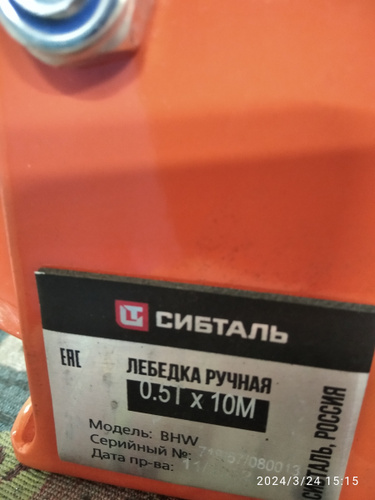 СИБТАЛЬ
ЕАС
ЛЕБЕДКА РУЧНАЯ
0.5Т х 10М
Модель: BHW
Серийный №:
Дата пр-ва:
СИБТАЛЬ, РОССИЯ
2024/3/24 15:15